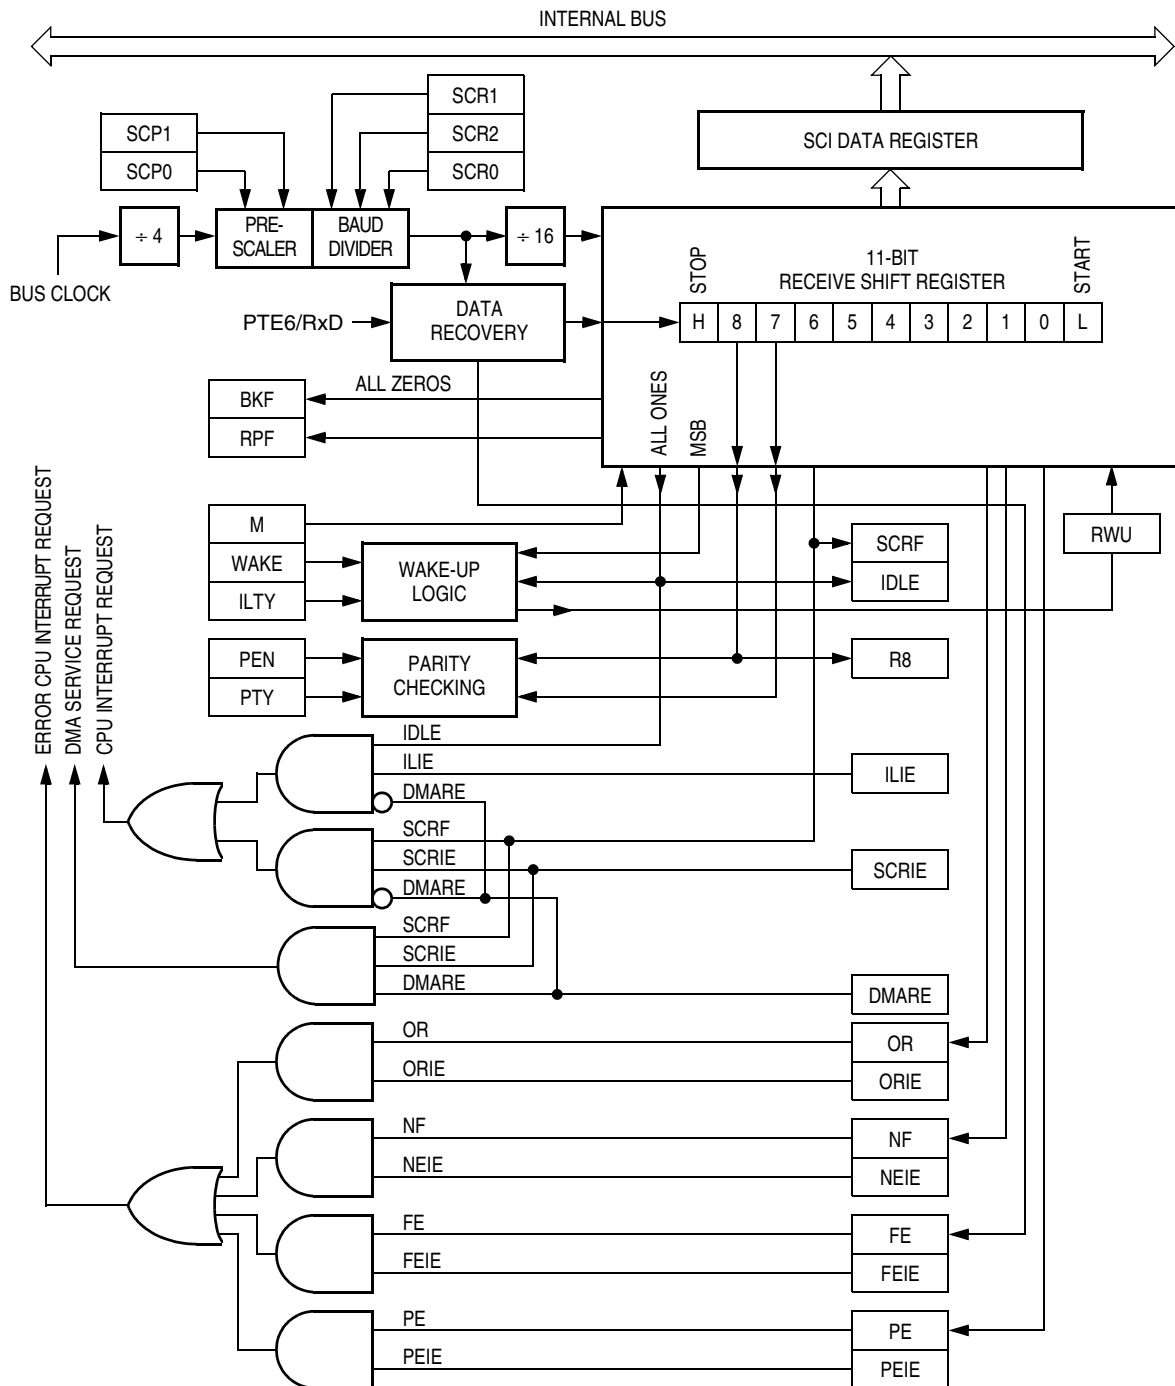 INTERNAL BUS
SCR1
SCR2
SCR0
SCP1
SCP0
SCI DATA REGISTER
÷ 4
PRE-
SCALER
BAUD
DIVIDER
÷ 16
BUS CLOCK
PTE6/RxD
DATA
RECOVERY
STOP
11-BIT
RECEIVE SHIFT REGISTER
START
H 8 7 6 5 4 3 2 1 0 L
ALL ZEROS
BKF
RPF
ALL ONES
MSB
M
WAKE
ILTY
WAKE-UP
LOGIC
SCRF
IDLE
RWU
PEN
PTY
PARITY
CHECKING
R8
ERROR CPU INTERRUPT REQUEST
DMA SERVICE REQUEST
CPU INTERRUPT REQUEST
IDLE
ILIE
ILIE
DMARE
SCRF
SCRIE
SCRIE
DMARE
SCRF
SCRIE
DMARE
DMARE
OR
OR
ORIE
ORIE
NF
NF
NEIE
NEIE
FE
FE
FEIE
FEIE
PE
PE
PEIE
PEIE